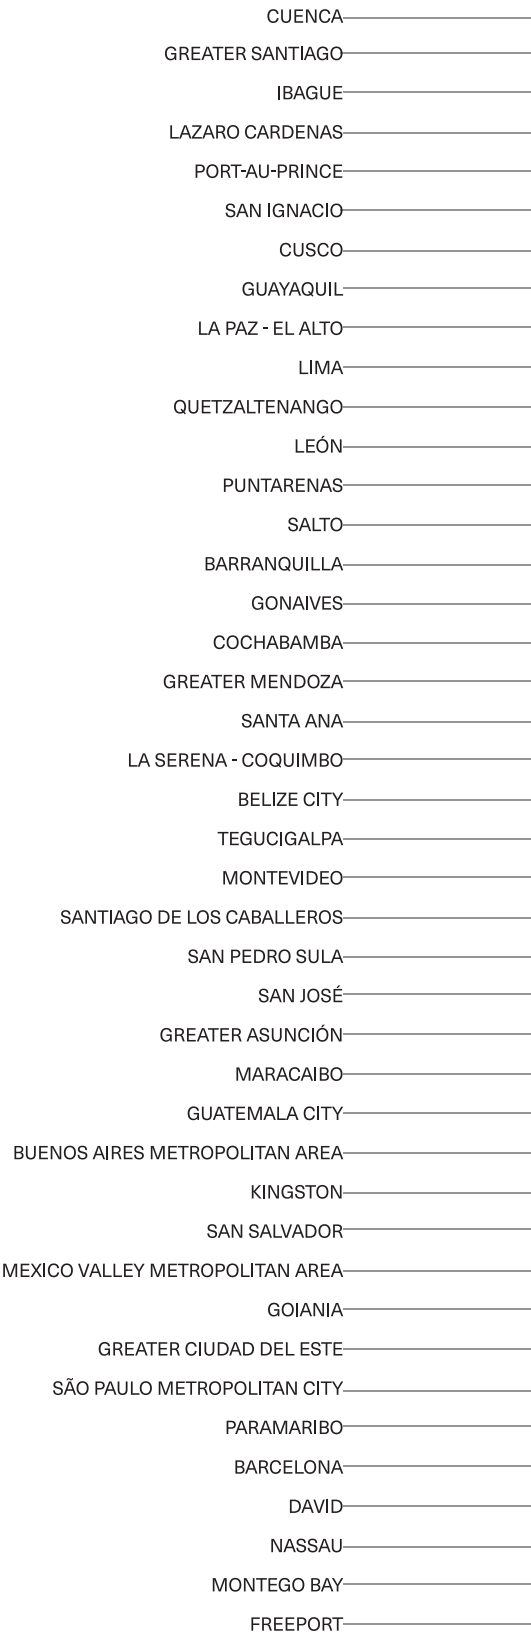 CUENCA
GREATER SANTIAGO
IBAGUE
LAZARO CARDENAS
PORT-AU-PRINCE
SAN IGNACIO
CUSCO
GUAYAQUIL
LA PAZ - EL ALTO
LIMA
QUETZALTENANGO
LEÓN
PUNTARENAS
SALTO
BARRANQUILLA
GONAIVES
COCHABAMBA
GREATER MENDOZA
SANTA ANA
LA SERENA - COQUIMBO
BELIZE CITY
TEGUCIGALPA
MONTEVIDEO
SANTIAGO DE LOS CABALLEROS
SAN PEDRO SULA
SAN JOSÉ
GREATER ASUNCIÓN
MARACAIBO
GUATEMALA CITY
BUENOS AIRES METROPOLITAN AREA
KINGSTON
SAN SALVADOR
MEXICO VALLEY METROPOLITAN AREA
GOIANIA
GREATER CIUDAD DEL ESTE
SÃO PAULO METROPOLITAN CITY
PARAMARIBO
BARCELONA
DAVID
NASSAU
MONTEGO BAY
FREEPORT